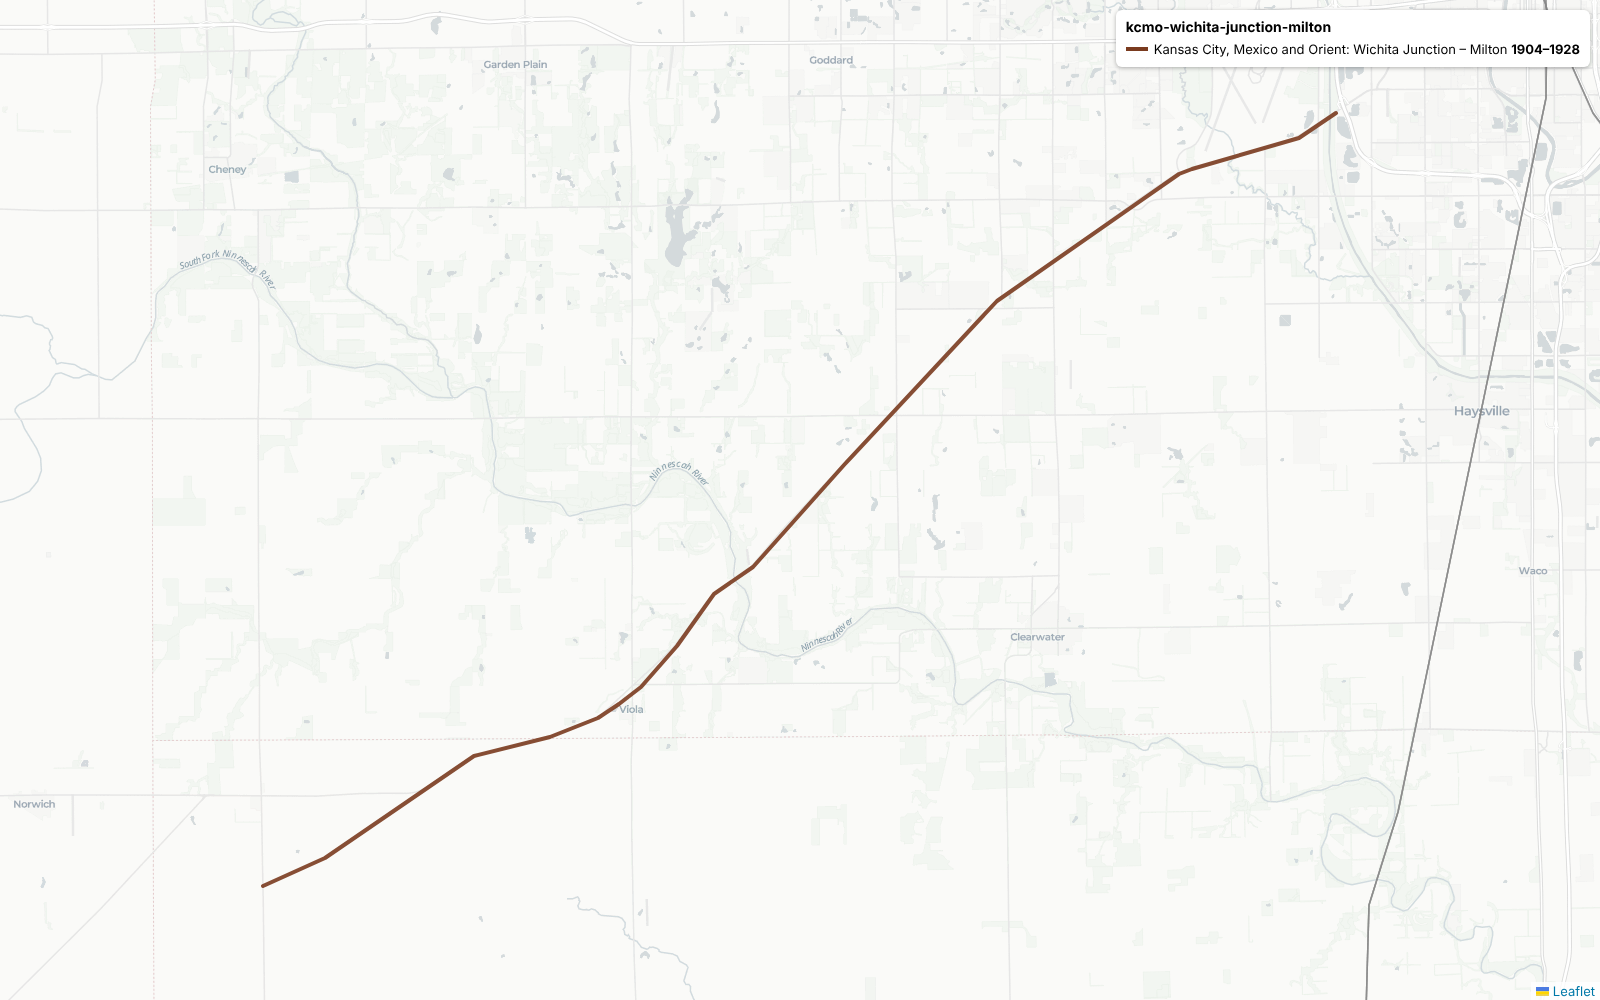 kcmo-wichita-junction-milton
Kansas City, Mexico and Orient: Wichita Junction – Milton 1904–1928
Garden Plain
Goddard
Cheney
South Fork Ninnescah River
Haysville
Ninnescah River
Waco
Ninnescah River
Clearwater
Viola
Norwich
Leaflet